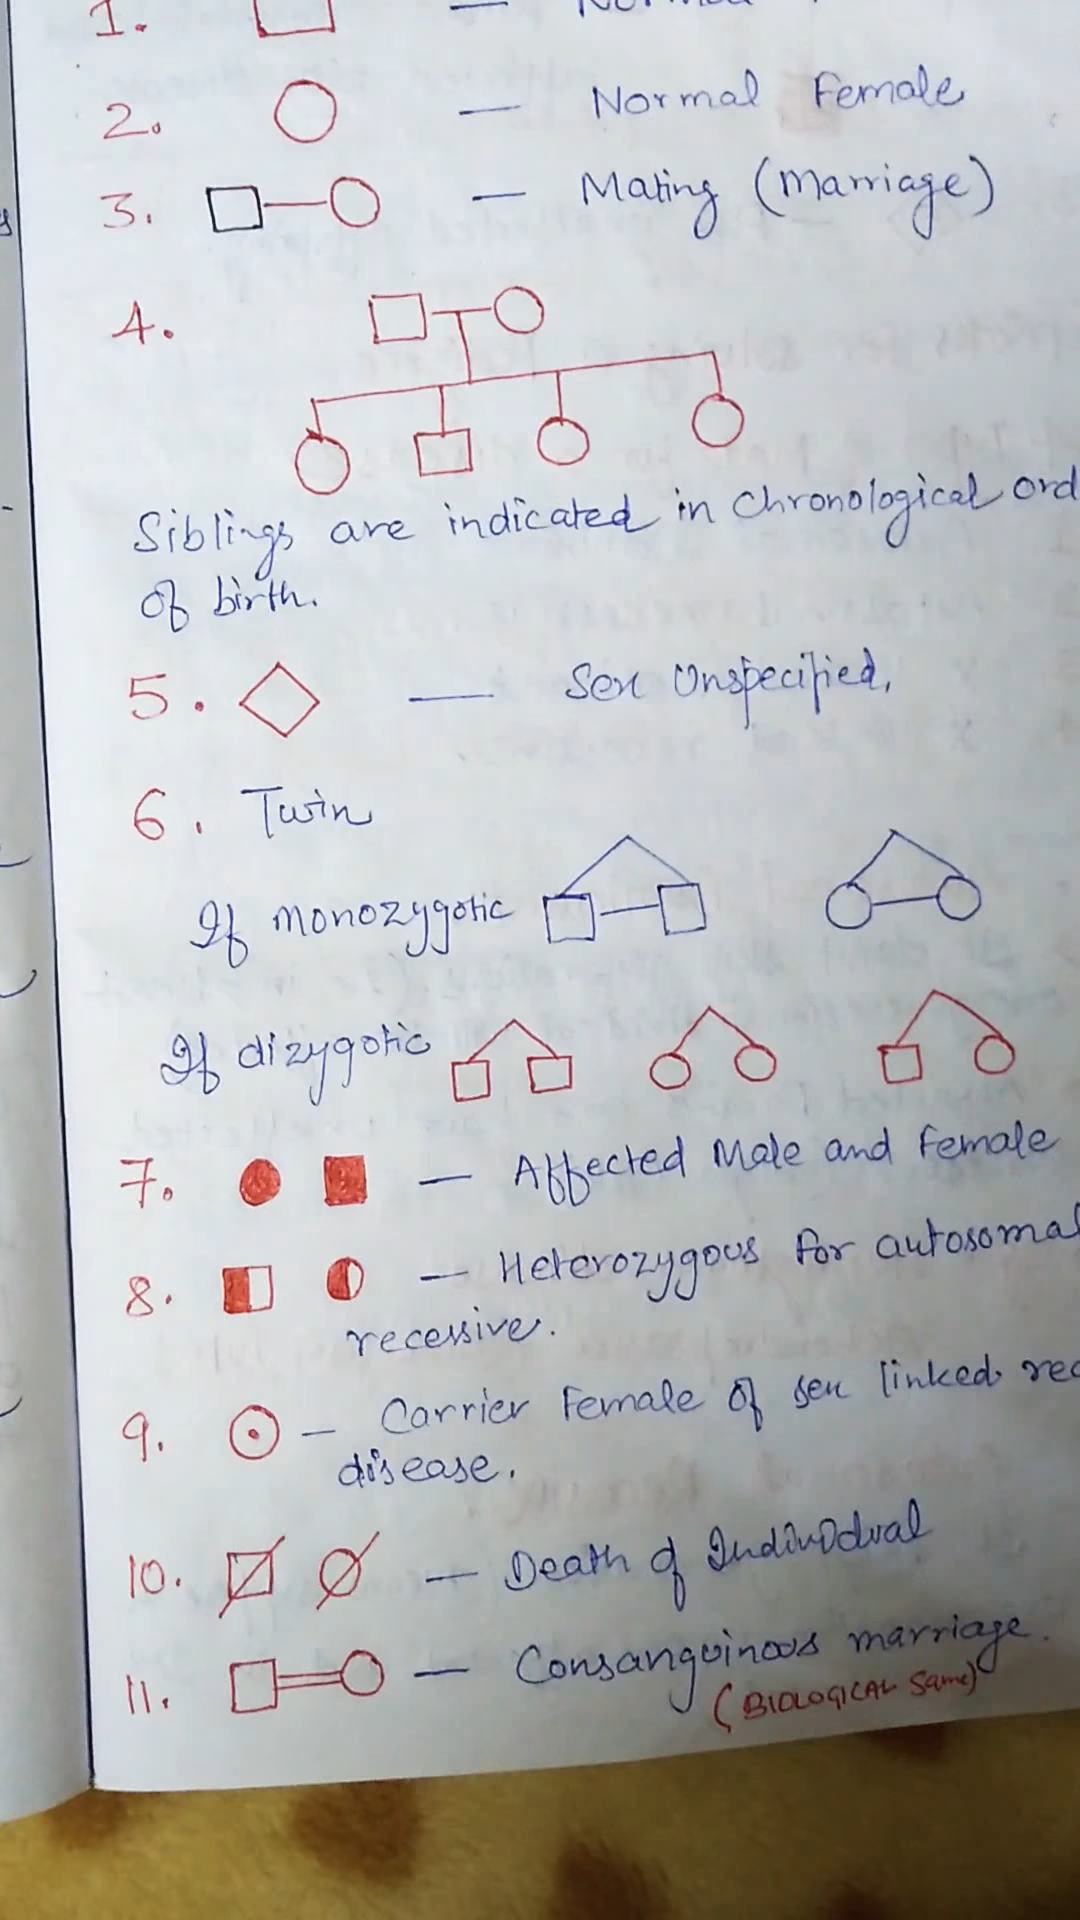 1. — Normal
2. — Normal Female
3. — Mating (Marriage)
4.
Siblings are indicated in Chronological ord
of birth.
5. — Sex Unspecified,
6. Twin
If monozygotic
If dizygotic
7. — Affected Male and Female
8. — Heterozygous for autosomal
recessive.
9. — Carrier Female of sex linked rec
disease.
10. — Death of Individual
11. — Consanguinous marriage.
(BIOLOGICAL Same)